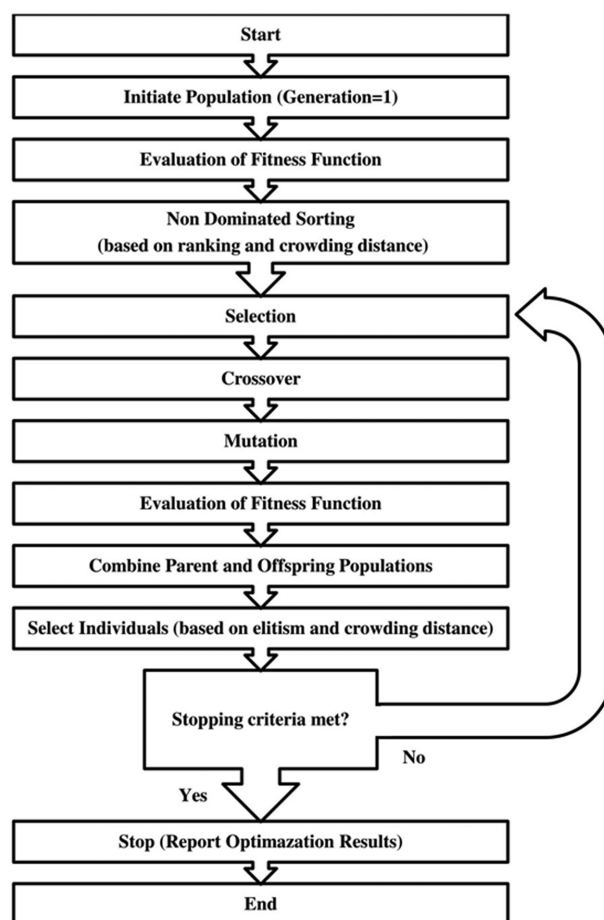 Start
Initiate Population (Generation=1)
Evaluation of Fitness Function
Non Dominated Sorting
(based on ranking and crowding distance)
Selection
Crossover
Mutation
Evaluation of Fitness Function
Combine Parent and Offspring Populations
Select Individuals (based on elitism and crowding distance)
Stopping criteria met?
No
Yes
Stop (Report Optimazation Results)
End